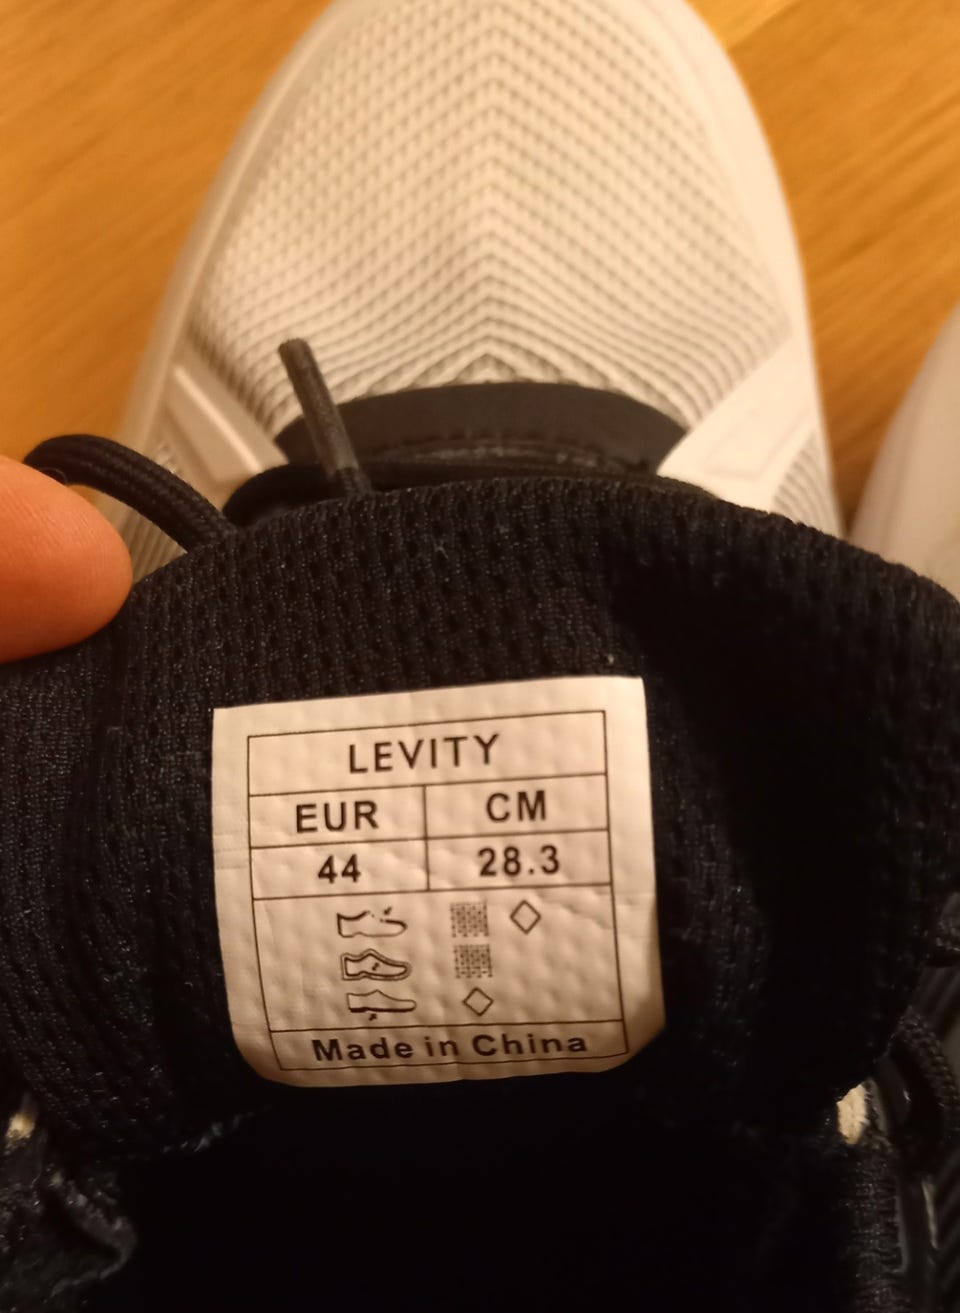 LEVITY
EUR CM
44 28.3
Made in China